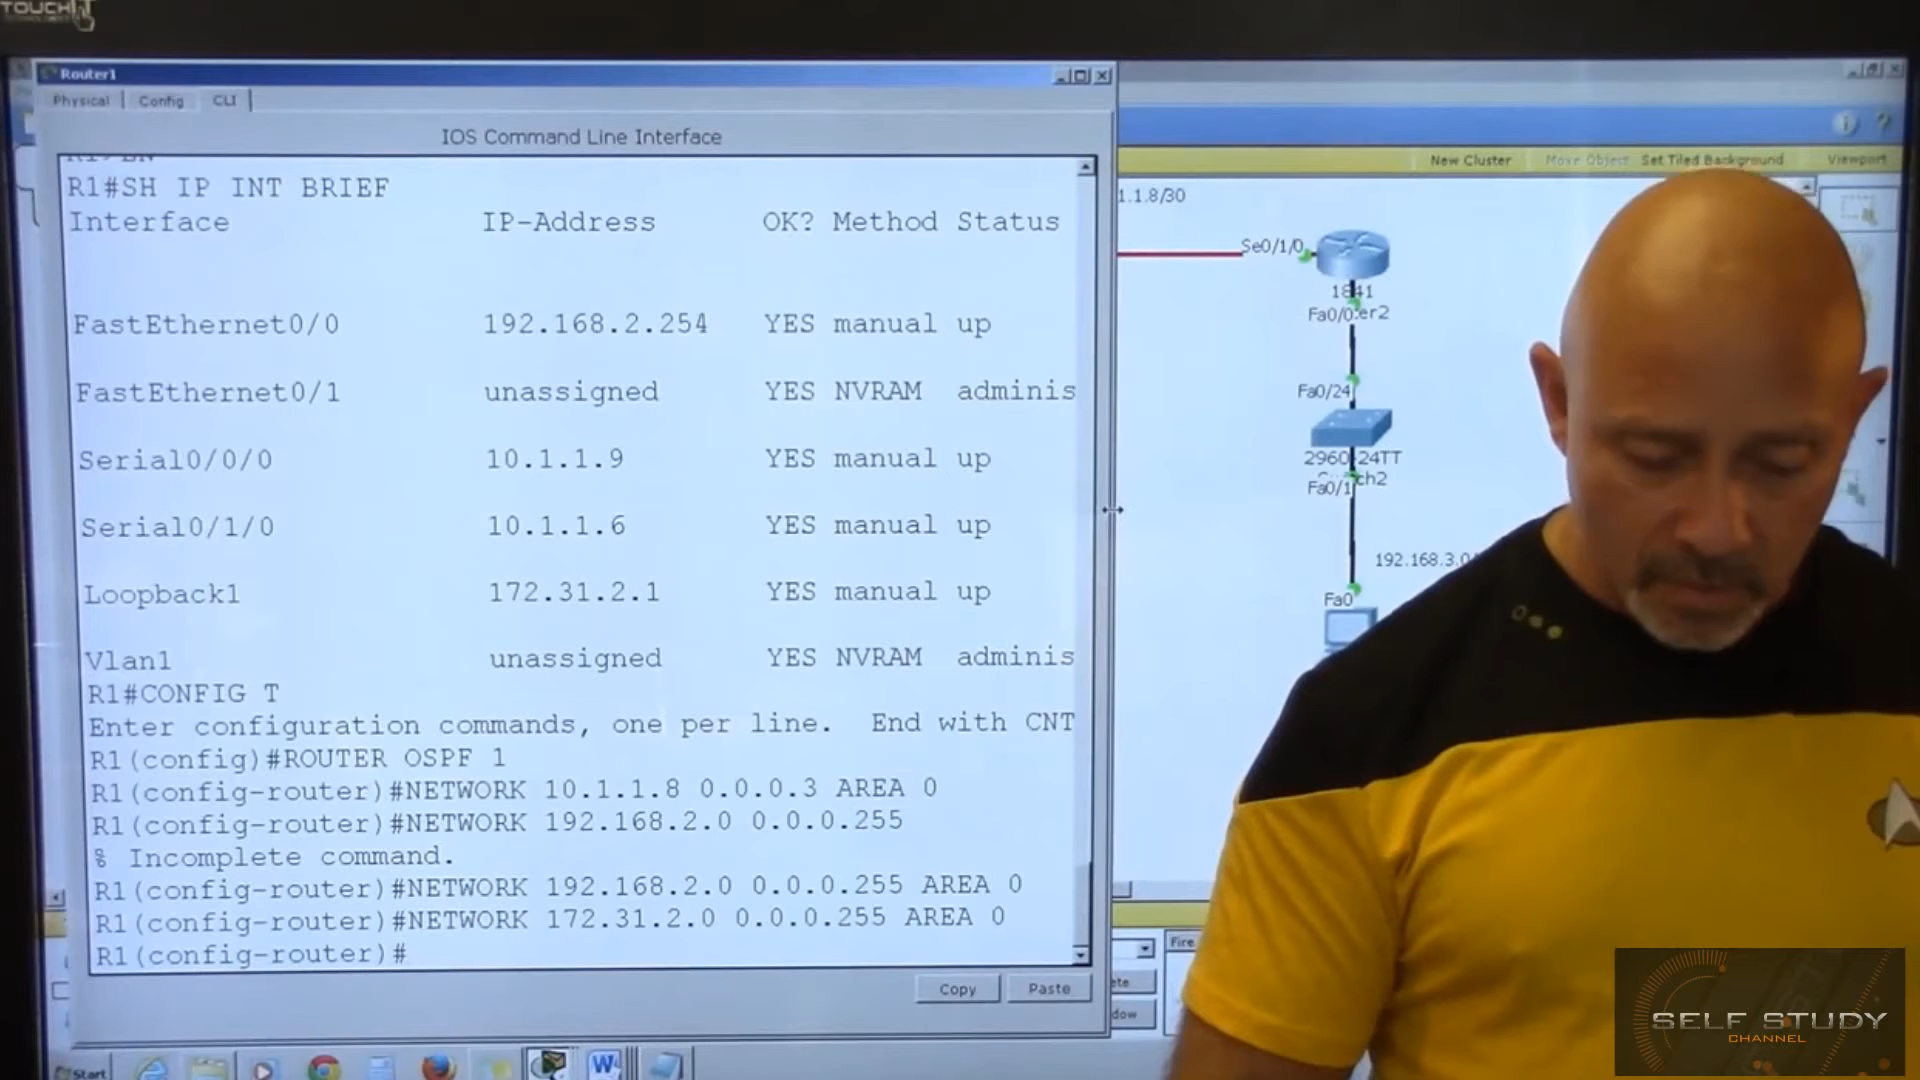 TOUCHIT
Router1
Physical Config CLI
IOS Command Line Interface
R1#SH IP INT BRIEF
Interface IP-Address OK? Method Status
FastEthernet0/0 192.168.2.254 YES manual up
FastEthernet0/1 unassigned YES NVRAM adminis
Serial0/0/0 10.1.1.9 YES manual up
Serial0/1/0 10.1.1.6 YES manual up
Loopback1 172.31.2.1 YES manual up
Vlan1 unassigned YES NVRAM adminis
R1#CONFIG T
Enter configuration commands, one per line. End with CNT
R1(config)#ROUTER OSPF 1
R1(config-router)#NETWORK 10.1.1.8 0.0.0.3 AREA 0
R1(config-router)#NETWORK 192.168.2.0 0.0.0.255
% Incomplete command.
R1(config-router)#NETWORK 192.168.2.0 0.0.0.255 AREA 0
R1(config-router)#NETWORK 172.31.2.0 0.0.0.255 AREA 0
R1(config-router)#
Copy Paste
New Cluster Move Object Set Tiled Background Viewport
1.1.8/30
Se0/1/0
1841
Fa0/0 er2
Fa0/24
2960-24TT
ch2
Fa0/1
192.168.3.0
Fa0
Fire
ete
dow
Start
SELF STUDY
CHANNEL